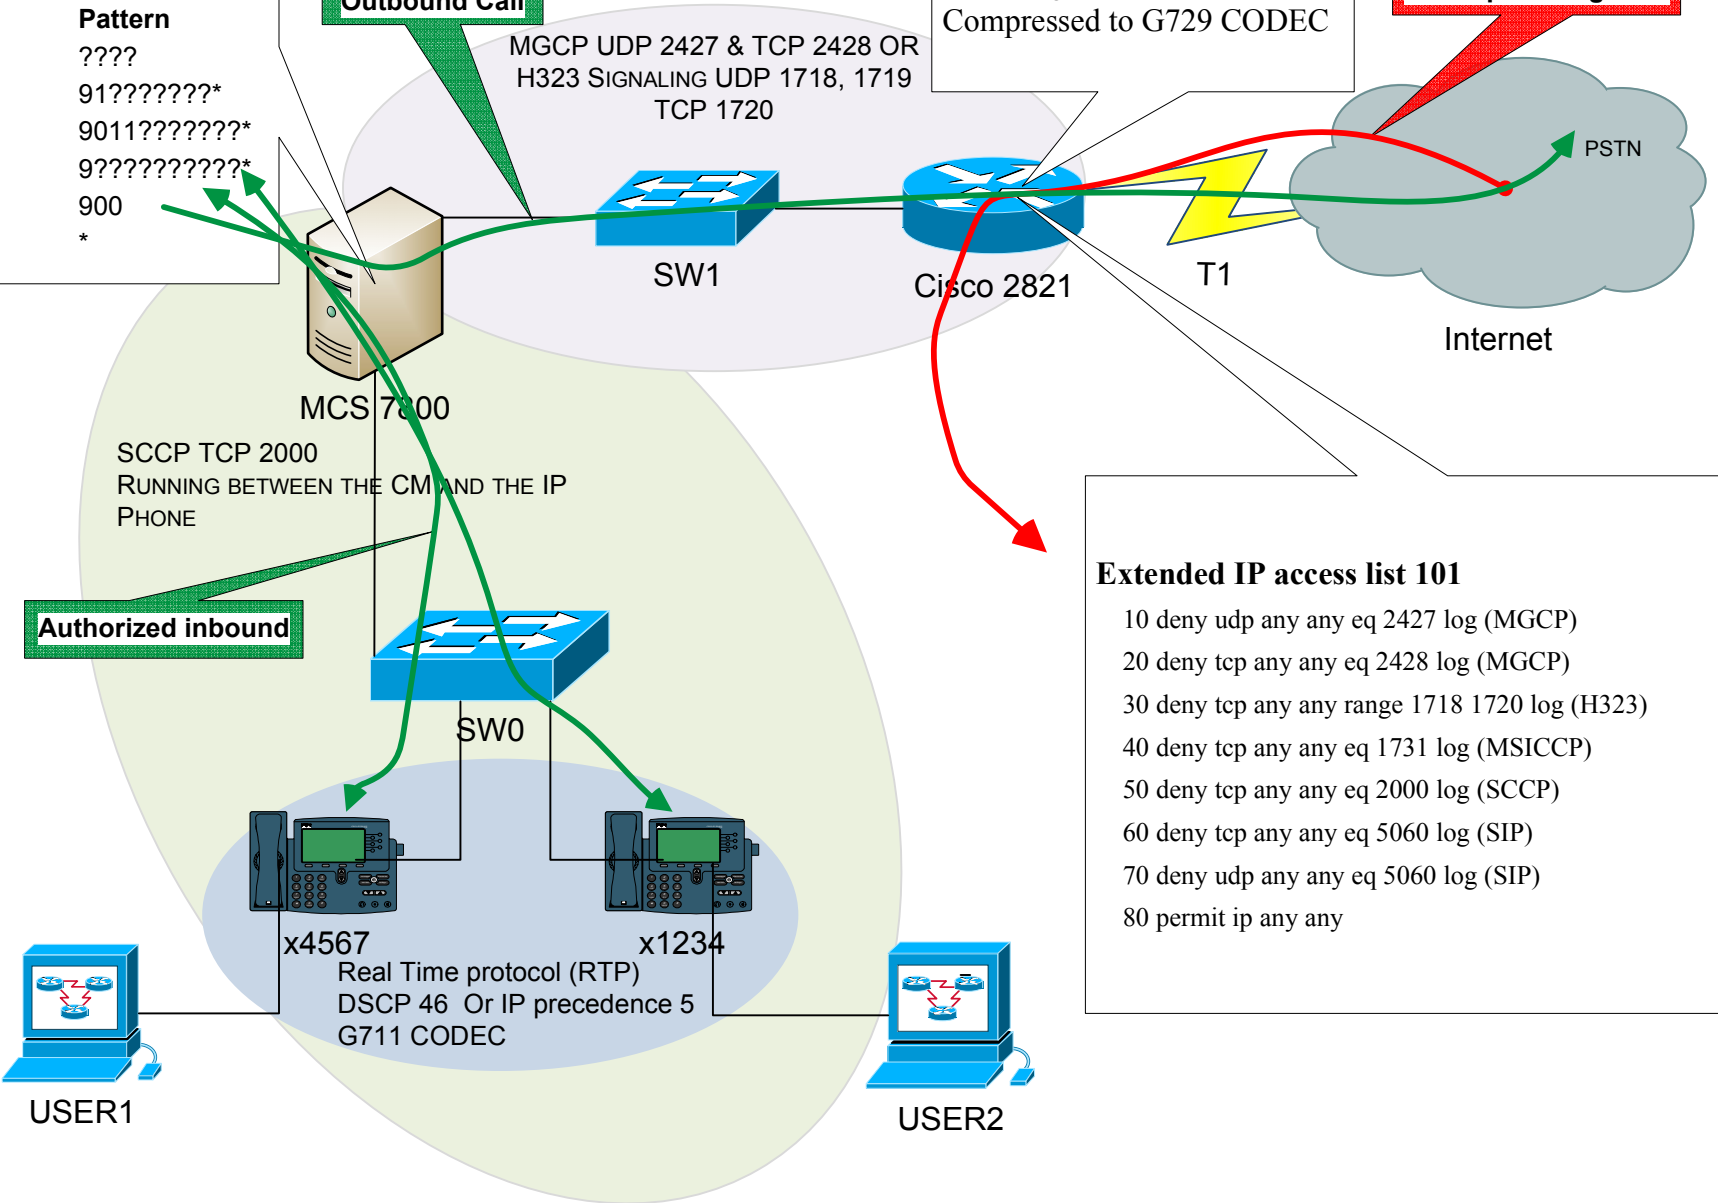 Pattern
????
91???????*
9011???????*
9??????????*
900
*
Outbound Call
MGCP UDP 2427 & TCP 2428 OR
H323 SIGNALING UDP 1718, 1719
TCP 1720
Compressed to G729 CODEC
PSTN
SW1
Cisco 2821
T1
Internet
MCS 7800
SCCP TCP 2000
RUNNING BETWEEN THE CM AND THE IP
PHONE
Authorized inbound
SW0
Extended IP access list 101
10 deny udp any any eq 2427 log (MGCP)
20 deny tcp any any eq 2428 log (MGCP)
30 deny tcp any any range 1718 1720 log (H323)
40 deny tcp any any eq 1731 log (MSICCP)
50 deny tcp any any eq 2000 log (SCCP)
60 deny tcp any any eq 5060 log (SIP)
70 deny udp any any eq 5060 log (SIP)
80 permit ip any any
x4567
x1234
Real Time protocol (RTP)
DSCP 46 Or IP precedence 5
G711 CODEC
USER1
USER2